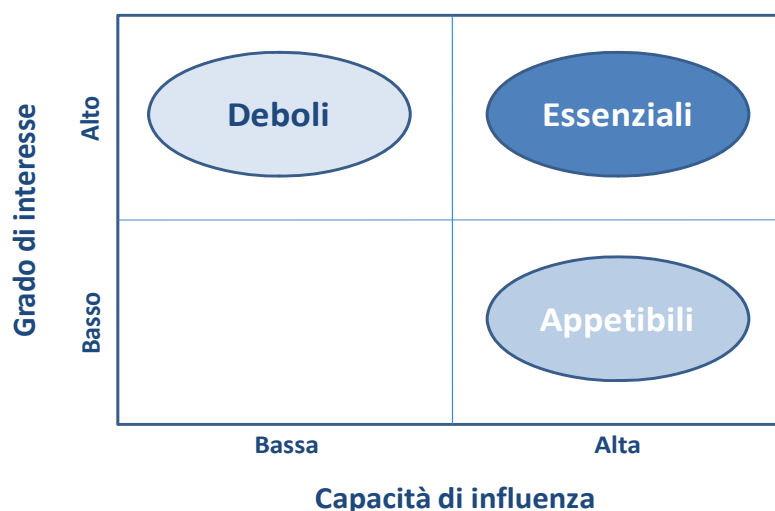 Grado di interesse
Alto
Basso
Deboli
Essenziali
Appetibili
Bassa
Alta
Capacità di influenza